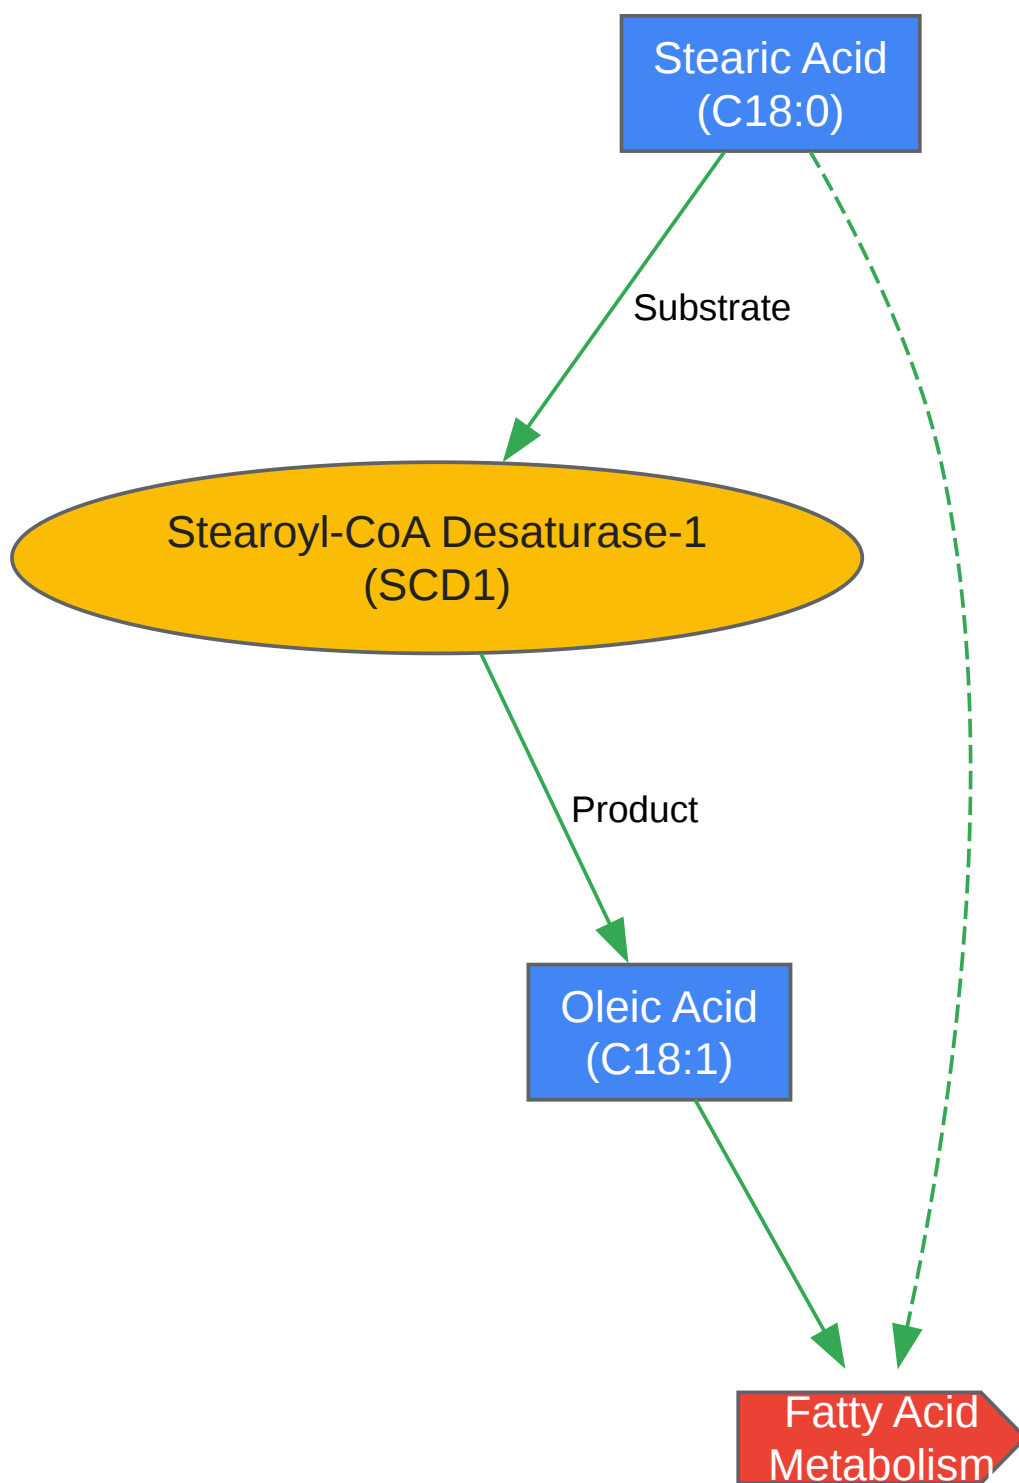 Stearic Acid
(C18:0)
Substrate
Stearoyl-CoA Desaturase-1
(SCD1)
Product
Oleic Acid
(C18:1)
Fatty Acid
Metabolism